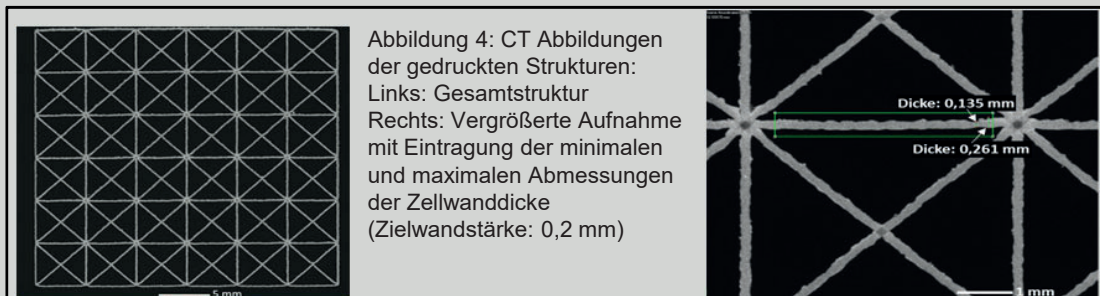 Abbildung 4: CT Abbildungen
der gedruckten Strukturen:
Links: Gesamtstruktur
Rechts: Vergrößerte Aufnahme
mit Eintragung der minimalen
und maximalen Abmessungen
der Zellwanddicke
(Zielwandstärke: 0,2 mm)
5 mm
Dicke: 0,135 mm
Dicke: 0,261 mm
1 mm